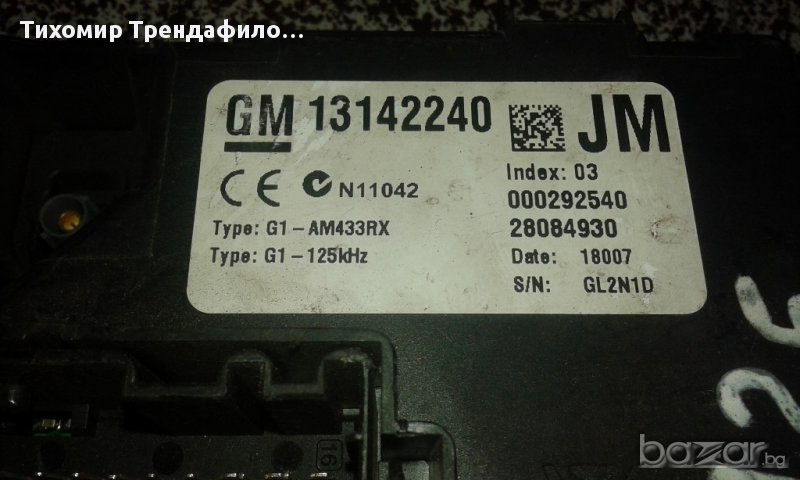 Тихомир Трендафило...
GM 13142240 JM
Index: 03
N11042
000292540
Type: G1-AM433RX
28084930
Type: G1-125kHz
Date: 18007
S/N: GL2N1D
16
bazar.bg